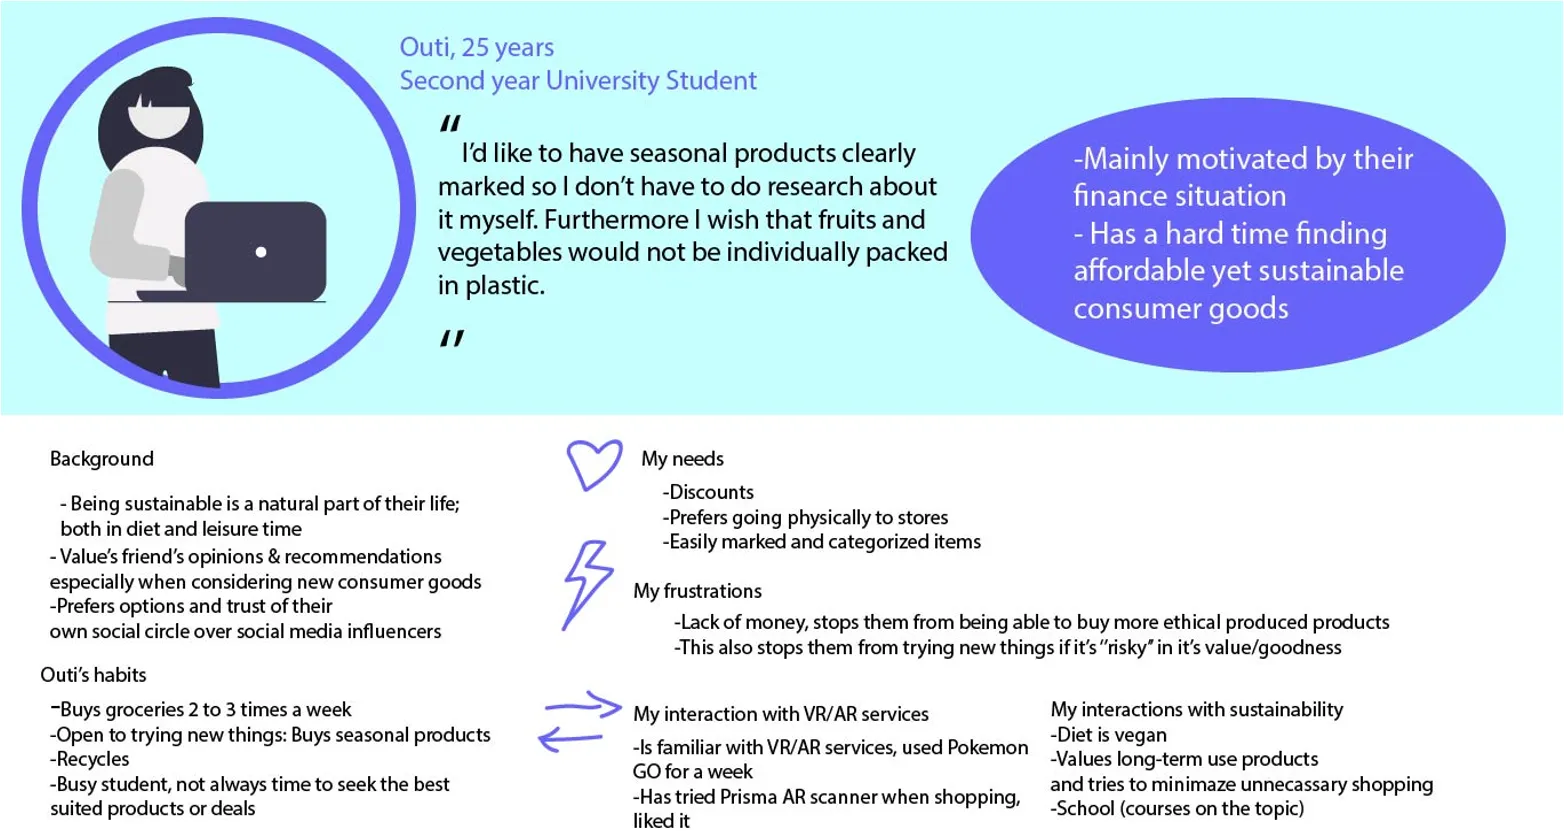 Outi, 25 years
Second year University Student
“
I’d like to have seasonal products clearly
marked so I don’t have to do research about
it myself. Furthermore I wish that fruits and
vegetables would not be individually packed
in plastic.
"
-Mainly motivated by their
finance situation
- Has a hard time finding
affordable yet sustainable
consumer goods
Background
- Being sustainable is a natural part of their life;
both in diet and leisure time
- Value’s friend’s opinions & recommendations
especially when considering new consumer goods
-Prefers options and trust of their
own social circle over social media influencers
Outi’s habits
-Buys groceries 2 to 3 times a week
-Open to trying new things: Buys seasonal products
-Recycles
-Busy student, not always time to seek the best
suited products or deals
My needs
-Discounts
-Prefers going physically to stores
-Easily marked and categorized items
My frustrations
-Lack of money, stops them from being able to buy more ethical produced products
-This also stops them from trying new things if it’s “risky” in it’s value/goodness
My interaction with VR/AR services
-Is familiar with VR/AR services, used Pokemon
GO for a week
-Has tried Prisma AR scanner when shopping,
liked it
My interactions with sustainability
-Diet is vegan
-Values long-term use products
and tries to minimaze unnecassary shopping
-School (courses on the topic)